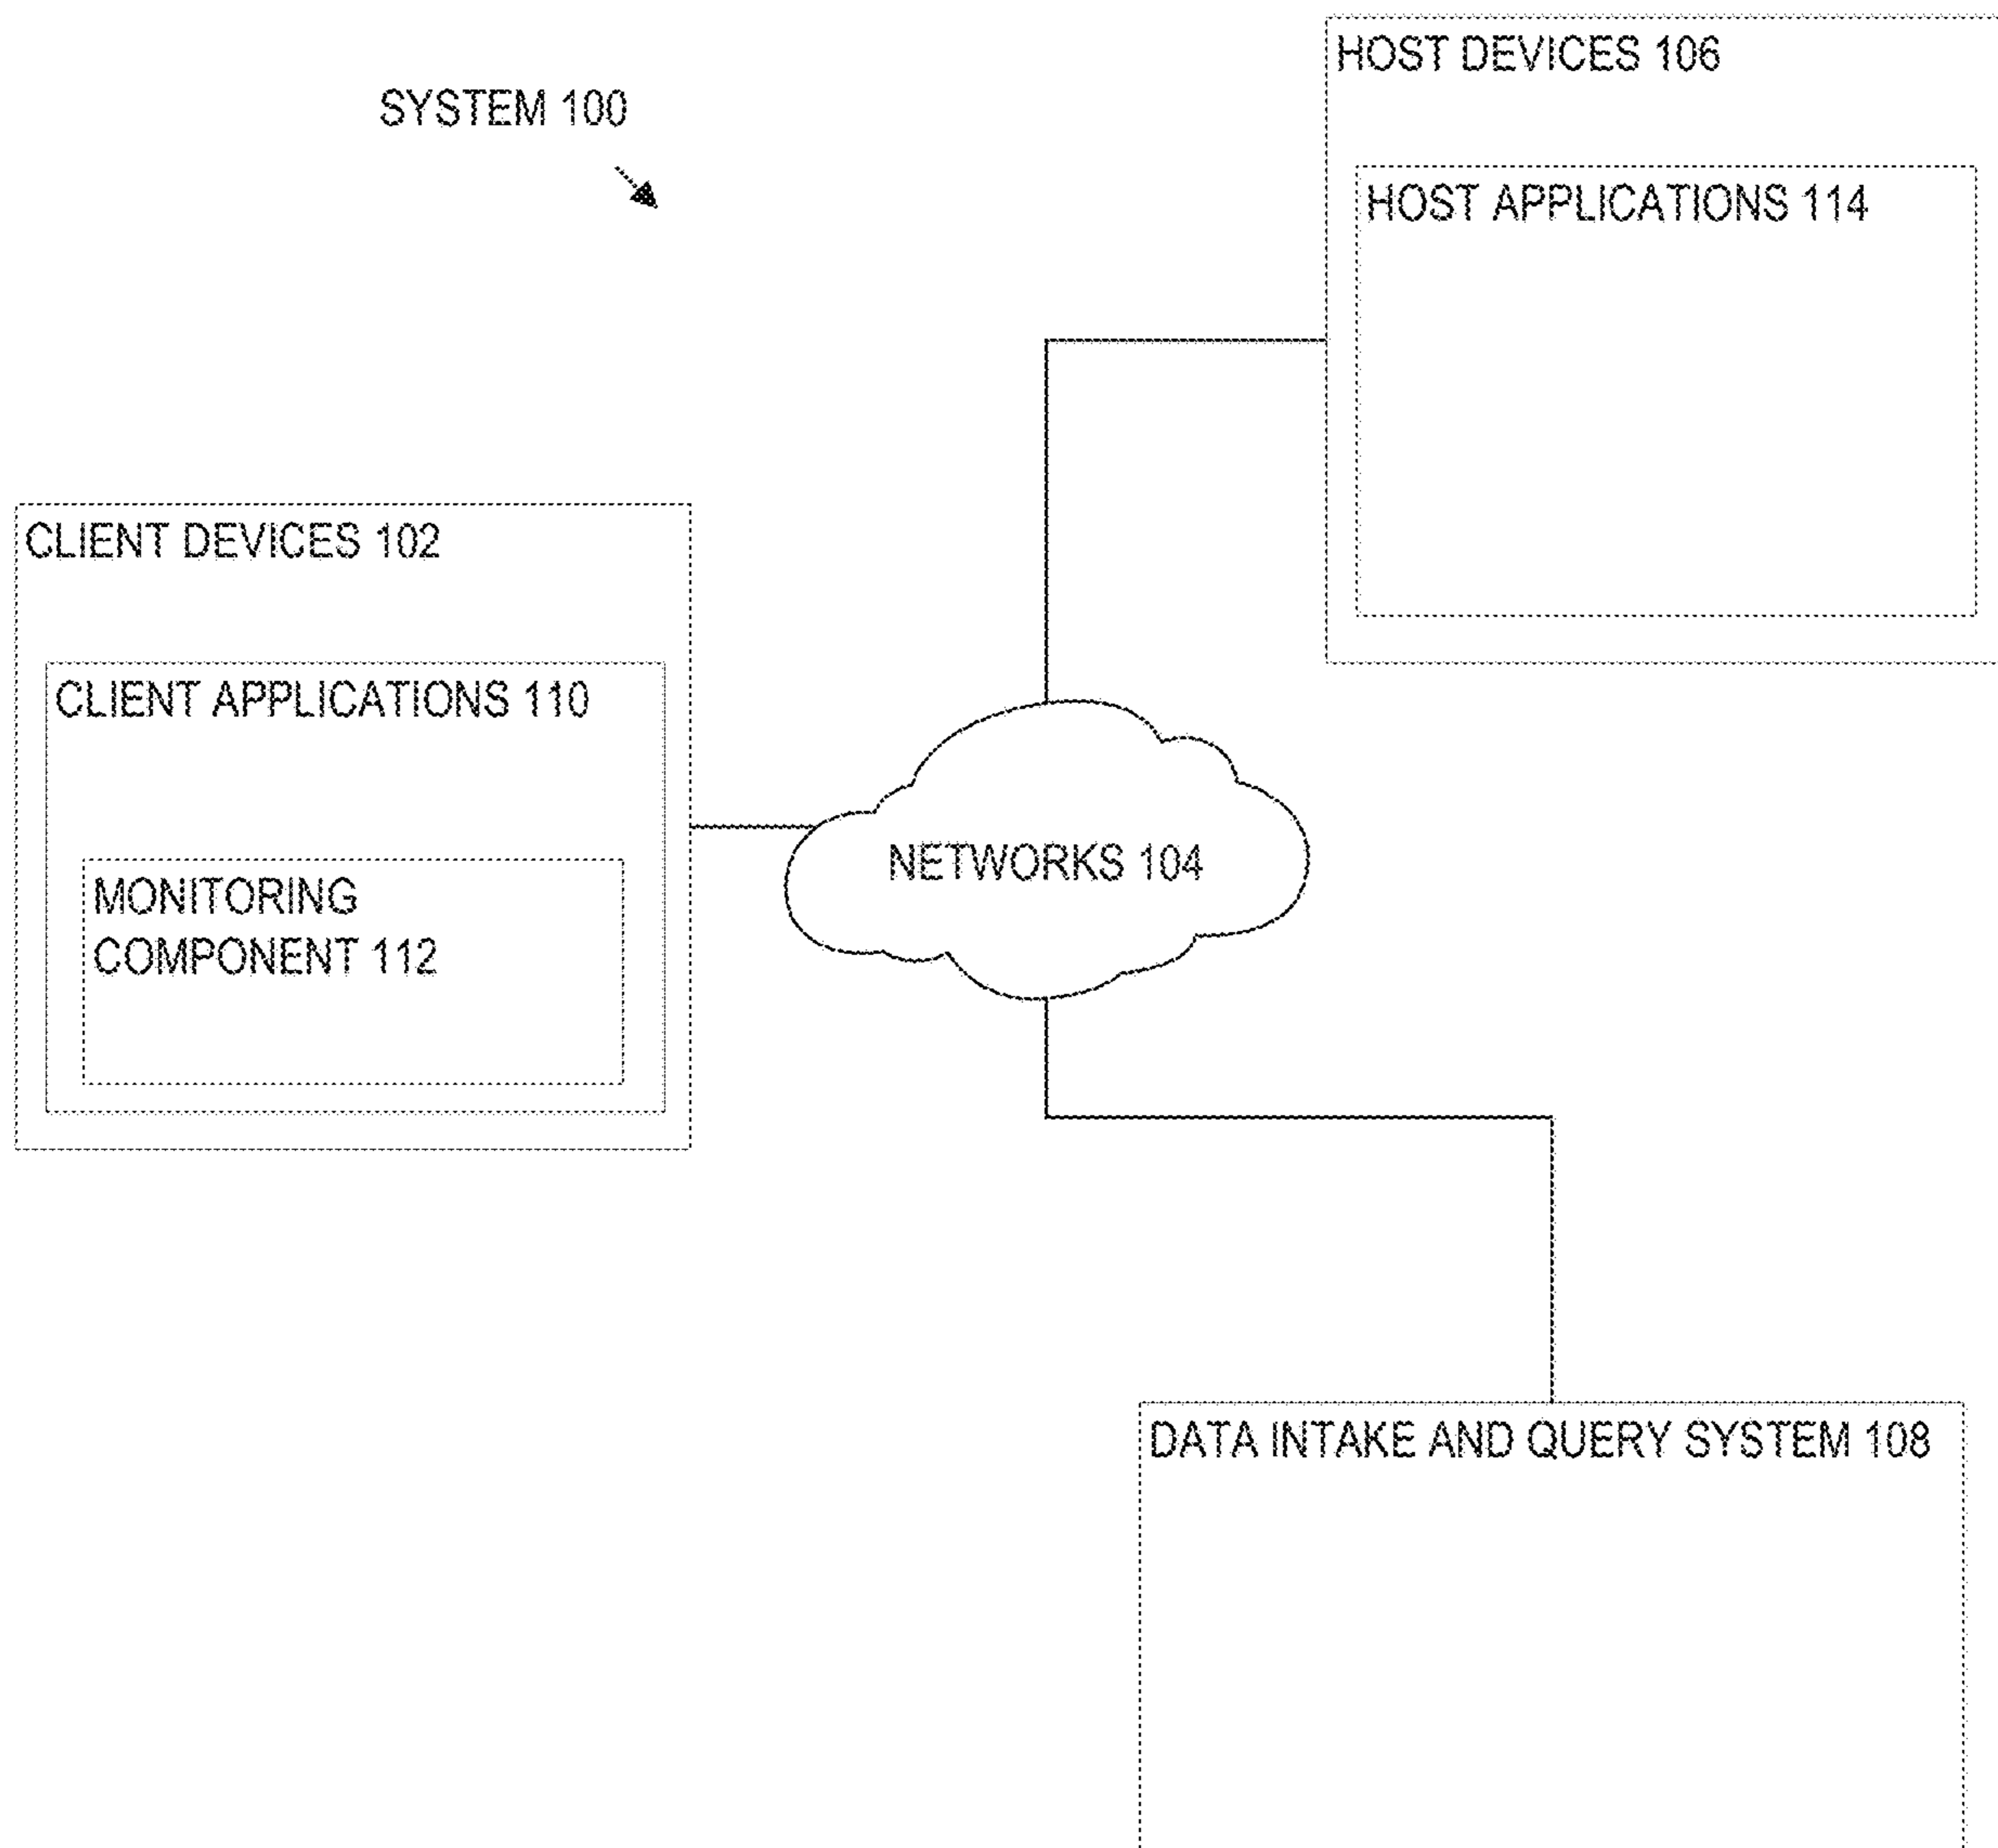 SYSTEM 100
HOST DEVICES 106
HOST APPLICATIONS 114
CLIENT DEVICES 102
CLIENT APPLICATIONS 110
MONITORING
COMPONENT 112
NETWORKS 104
DATA INTAKE AND QUERY SYSTEM 108